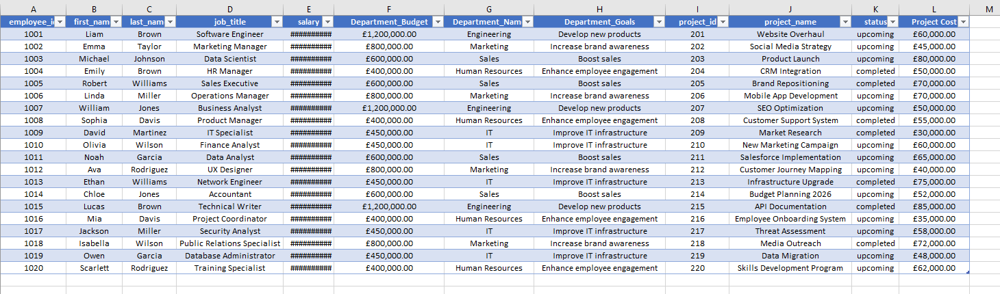 A B C D E F G H I J K L M
employee_i first_nam last_nam job_title salary Department_Budget Department_Nam Department_Goals project_id project_name status Project Cost
1001 Liam Brown Software Engineer ########## £1,200,000.00 Engineering Develop new products 201 Website Overhaul upcoming £60,000.00
1002 Emma Taylor Marketing Manager ########## £800,000.00 Marketing Increase brand awareness 202 Social Media Strategy upcoming £45,000.00
1003 Michael Johnson Data Scientist ########## £600,000.00 Sales Boost sales 203 Product Launch upcoming £80,000.00
1004 Emily Brown HR Manager ########## £400,000.00 Human Resources Enhance employee engagement 204 CRM Integration completed £50,000.00
1005 Robert Williams Sales Executive ########## £600,000.00 Sales Boost sales 205 Brand Repositioning completed £70,000.00
1006 Linda Miller Operations Manager ########## £800,000.00 Marketing Increase brand awareness 206 Mobile App Development upcoming £70,000.00
1007 William Jones Business Analyst ########## £1,200,000.00 Engineering Develop new products 207 SEO Optimization upcoming £50,000.00
1008 Sophia Davis Product Manager ########## £400,000.00 Human Resources Enhance employee engagement 208 Customer Support System completed £55,000.00
1009 David Martinez IT Specialist ########## £450,000.00 IT Improve IT infrastructure 209 Market Research completed £30,000.00
1010 Olivia Wilson Finance Analyst ########## £450,000.00 IT Improve IT infrastructure 210 New Marketing Campaign upcoming £60,000.00
1011 Noah Garcia Data Analyst ########## £600,000.00 Sales Boost sales 211 Salesforce Implementation upcoming £65,000.00
1012 Ava Rodriguez UX Designer ########## £800,000.00 Marketing Increase brand awareness 212 Customer Journey Mapping upcoming £40,000.00
1013 Ethan Williams Network Engineer ########## £450,000.00 IT Improve IT infrastructure 213 Infrastructure Upgrade completed £75,000.00
1014 Chloe Jones Accountant ########## £600,000.00 Sales Boost sales 214 Budget Planning 2026 upcoming £52,000.00
1015 Lucas Brown Technical Writer ########## £1,200,000.00 Engineering Develop new products 215 API Documentation completed £85,000.00
1016 Mia Davis Project Coordinator ########## £400,000.00 Human Resources Enhance employee engagement 216 Employee Onboarding System upcoming £35,000.00
1017 Jackson Miller Security Analyst ########## £450,000.00 IT Improve IT infrastructure 217 Threat Assessment upcoming £58,000.00
1018 Isabella Wilson Public Relations Specialist ########## £800,000.00 Marketing Increase brand awareness 218 Media Outreach completed £72,000.00
1019 Owen Garcia Database Administrator ########## £450,000.00 IT Improve IT infrastructure 219 Data Migration upcoming £48,000.00
1020 Scarlett Rodriguez Training Specialist ########## £400,000.00 Human Resources Enhance employee engagement 220 Skills Development Program upcoming £62,000.00